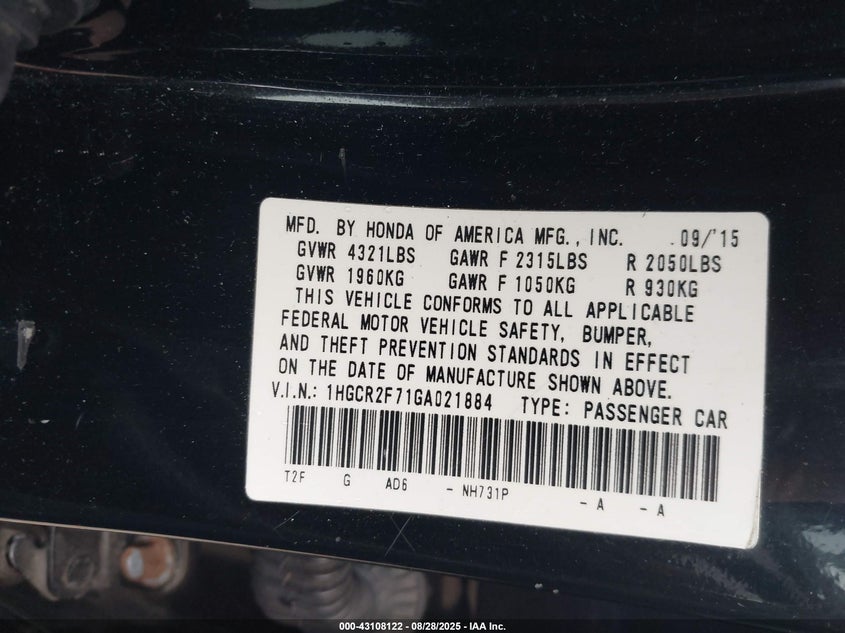 MFD. BY HONDA OF AMERICA MFG., INC. 09/'15
GVWR 4321LBS GAWR F 2315LBS R 2050LBS
GVWR 1960KG GAWR F 1050KG R 930KG
THIS VEHICLE CONFORMS TO ALL APPLICABLE
FEDERAL MOTOR VEHICLE SAFETY, BUMPER,
AND THEFT PREVENTION STANDARDS IN EFFECT
ON THE DATE OF MANUFACTURE SHOWN ABOVE.
V.I.N.: 1HGCR2F71GA021884 TYPE: PASSENGER CAR
T2F G AD6 - NH731P - A - A
000-43108122 - 08/28/2025 - IAA Inc.